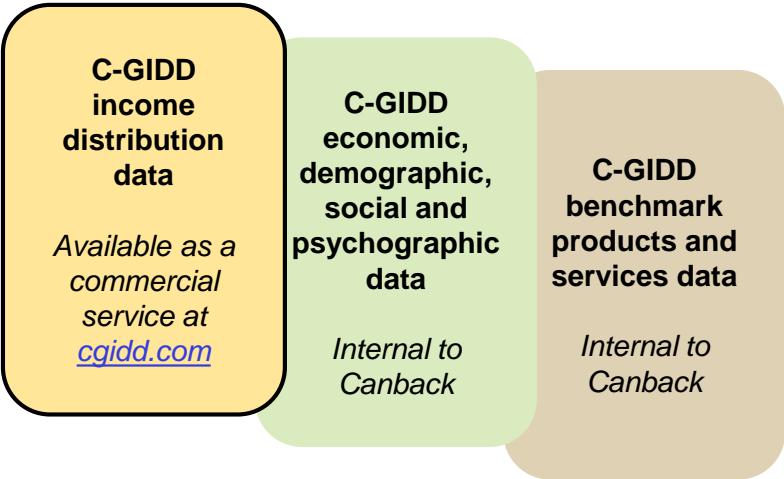 C-GIDD
income
distribution
data
Available as a
commercial
service at
cgidd.com
C-GIDD
economic,
demographic,
social and
psychographic
data
Internal to
Canback
C-GIDD
benchmark
products and
services data
Internal to
Canback